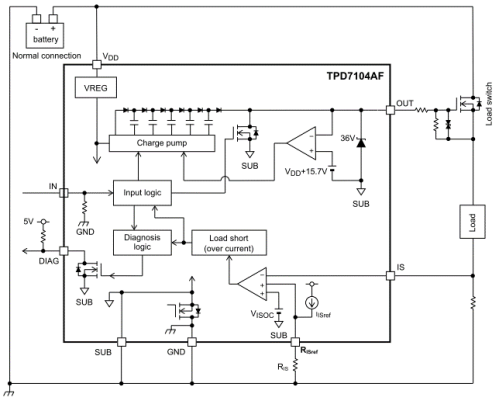 - +
battery
Normal connection
VDD
TPD7104AF
VREG
OUT
Load switch
Charge pump
SUB
36V
VDD+15.7V
SUB
-
+
IN
Input logic
GND
5V
Diagnosis logic
Load short
(over current)
Load
DIAG
IS
SUB
-
+
+
VISOC
IISref
SUB
SUB
GND
RISref
RIS